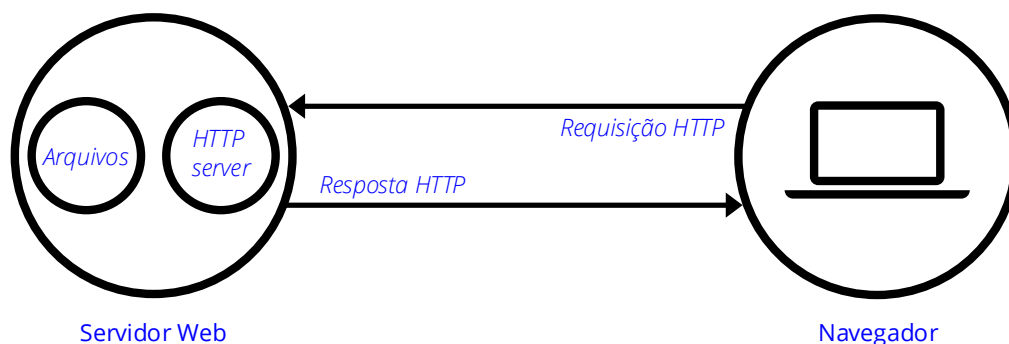 Arquivos
HTTP
server
Requisição HTTP
Resposta HTTP
Servidor Web
Navegador